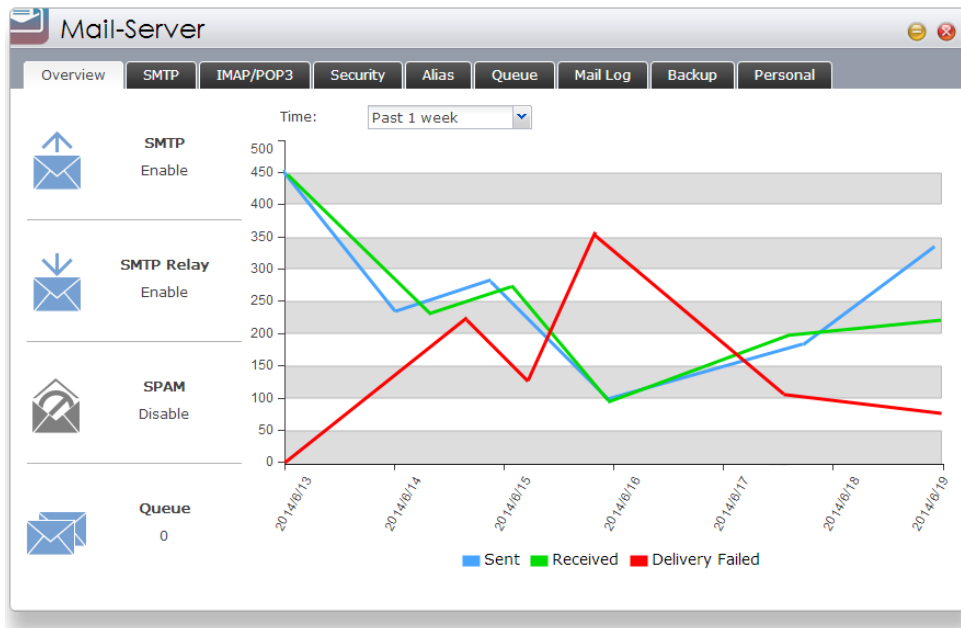 Mail-Server
Overview SMTP IMAP/POP3 Security Alias Queue Mail Log Backup Personal
Time: Past 1 week
SMTP
Enable
SMTP Relay
Enable
SPAM
Disable
Queue
0
500
450
400
350
300
250
200
150
100
50
0
2014/6/13 2014/6/14 2014/6/15 2014/6/16 2014/6/17 2014/6/18 2014/6/19
Sent Received Delivery Failed